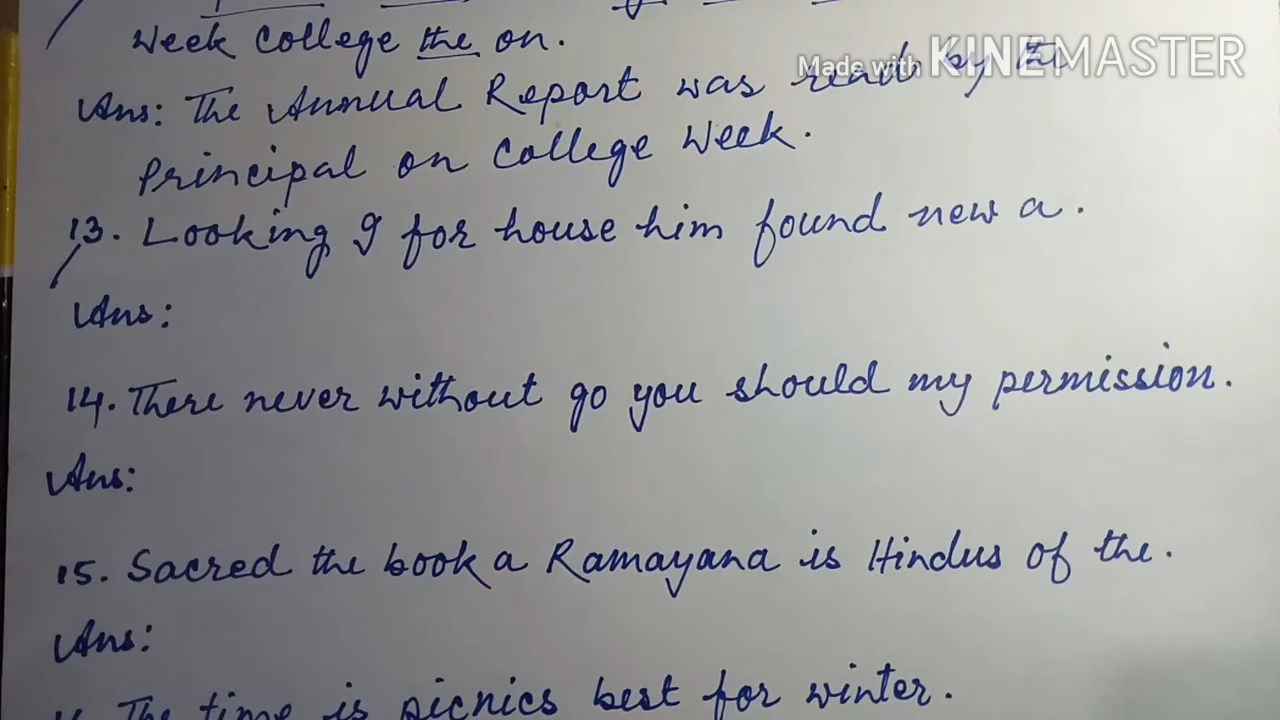 Week College the on.
Made with KINEMASTER
Ans: The Annual Report was read by the
Principal on College Week.
13. Looking I for house him found new a.
Ans:
14. There never without go you should my permission.
Ans:
15. Sacred the book a Ramayana is Hindus of the.
Ans:
The time is picnics best for winter.